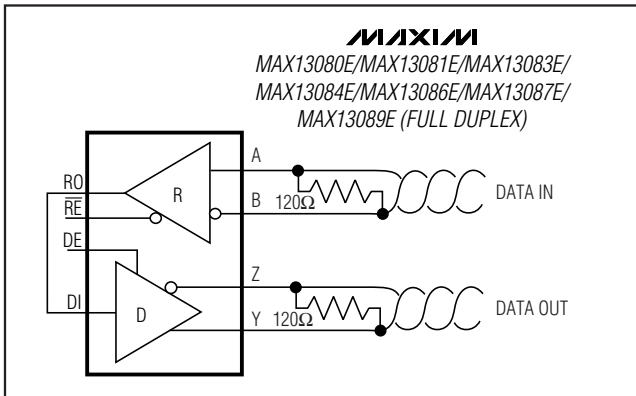 MAXIM
MAX13080E/MAX13081E/MAX13083E/
MAX13084E/MAX13086E/MAX13087E/
MAX13089E (FULL DUPLEX)
A
RO
R
DATA IN
B
120Ω
RE
DE
Z
DI
D
DATA OUT
Y
120Ω